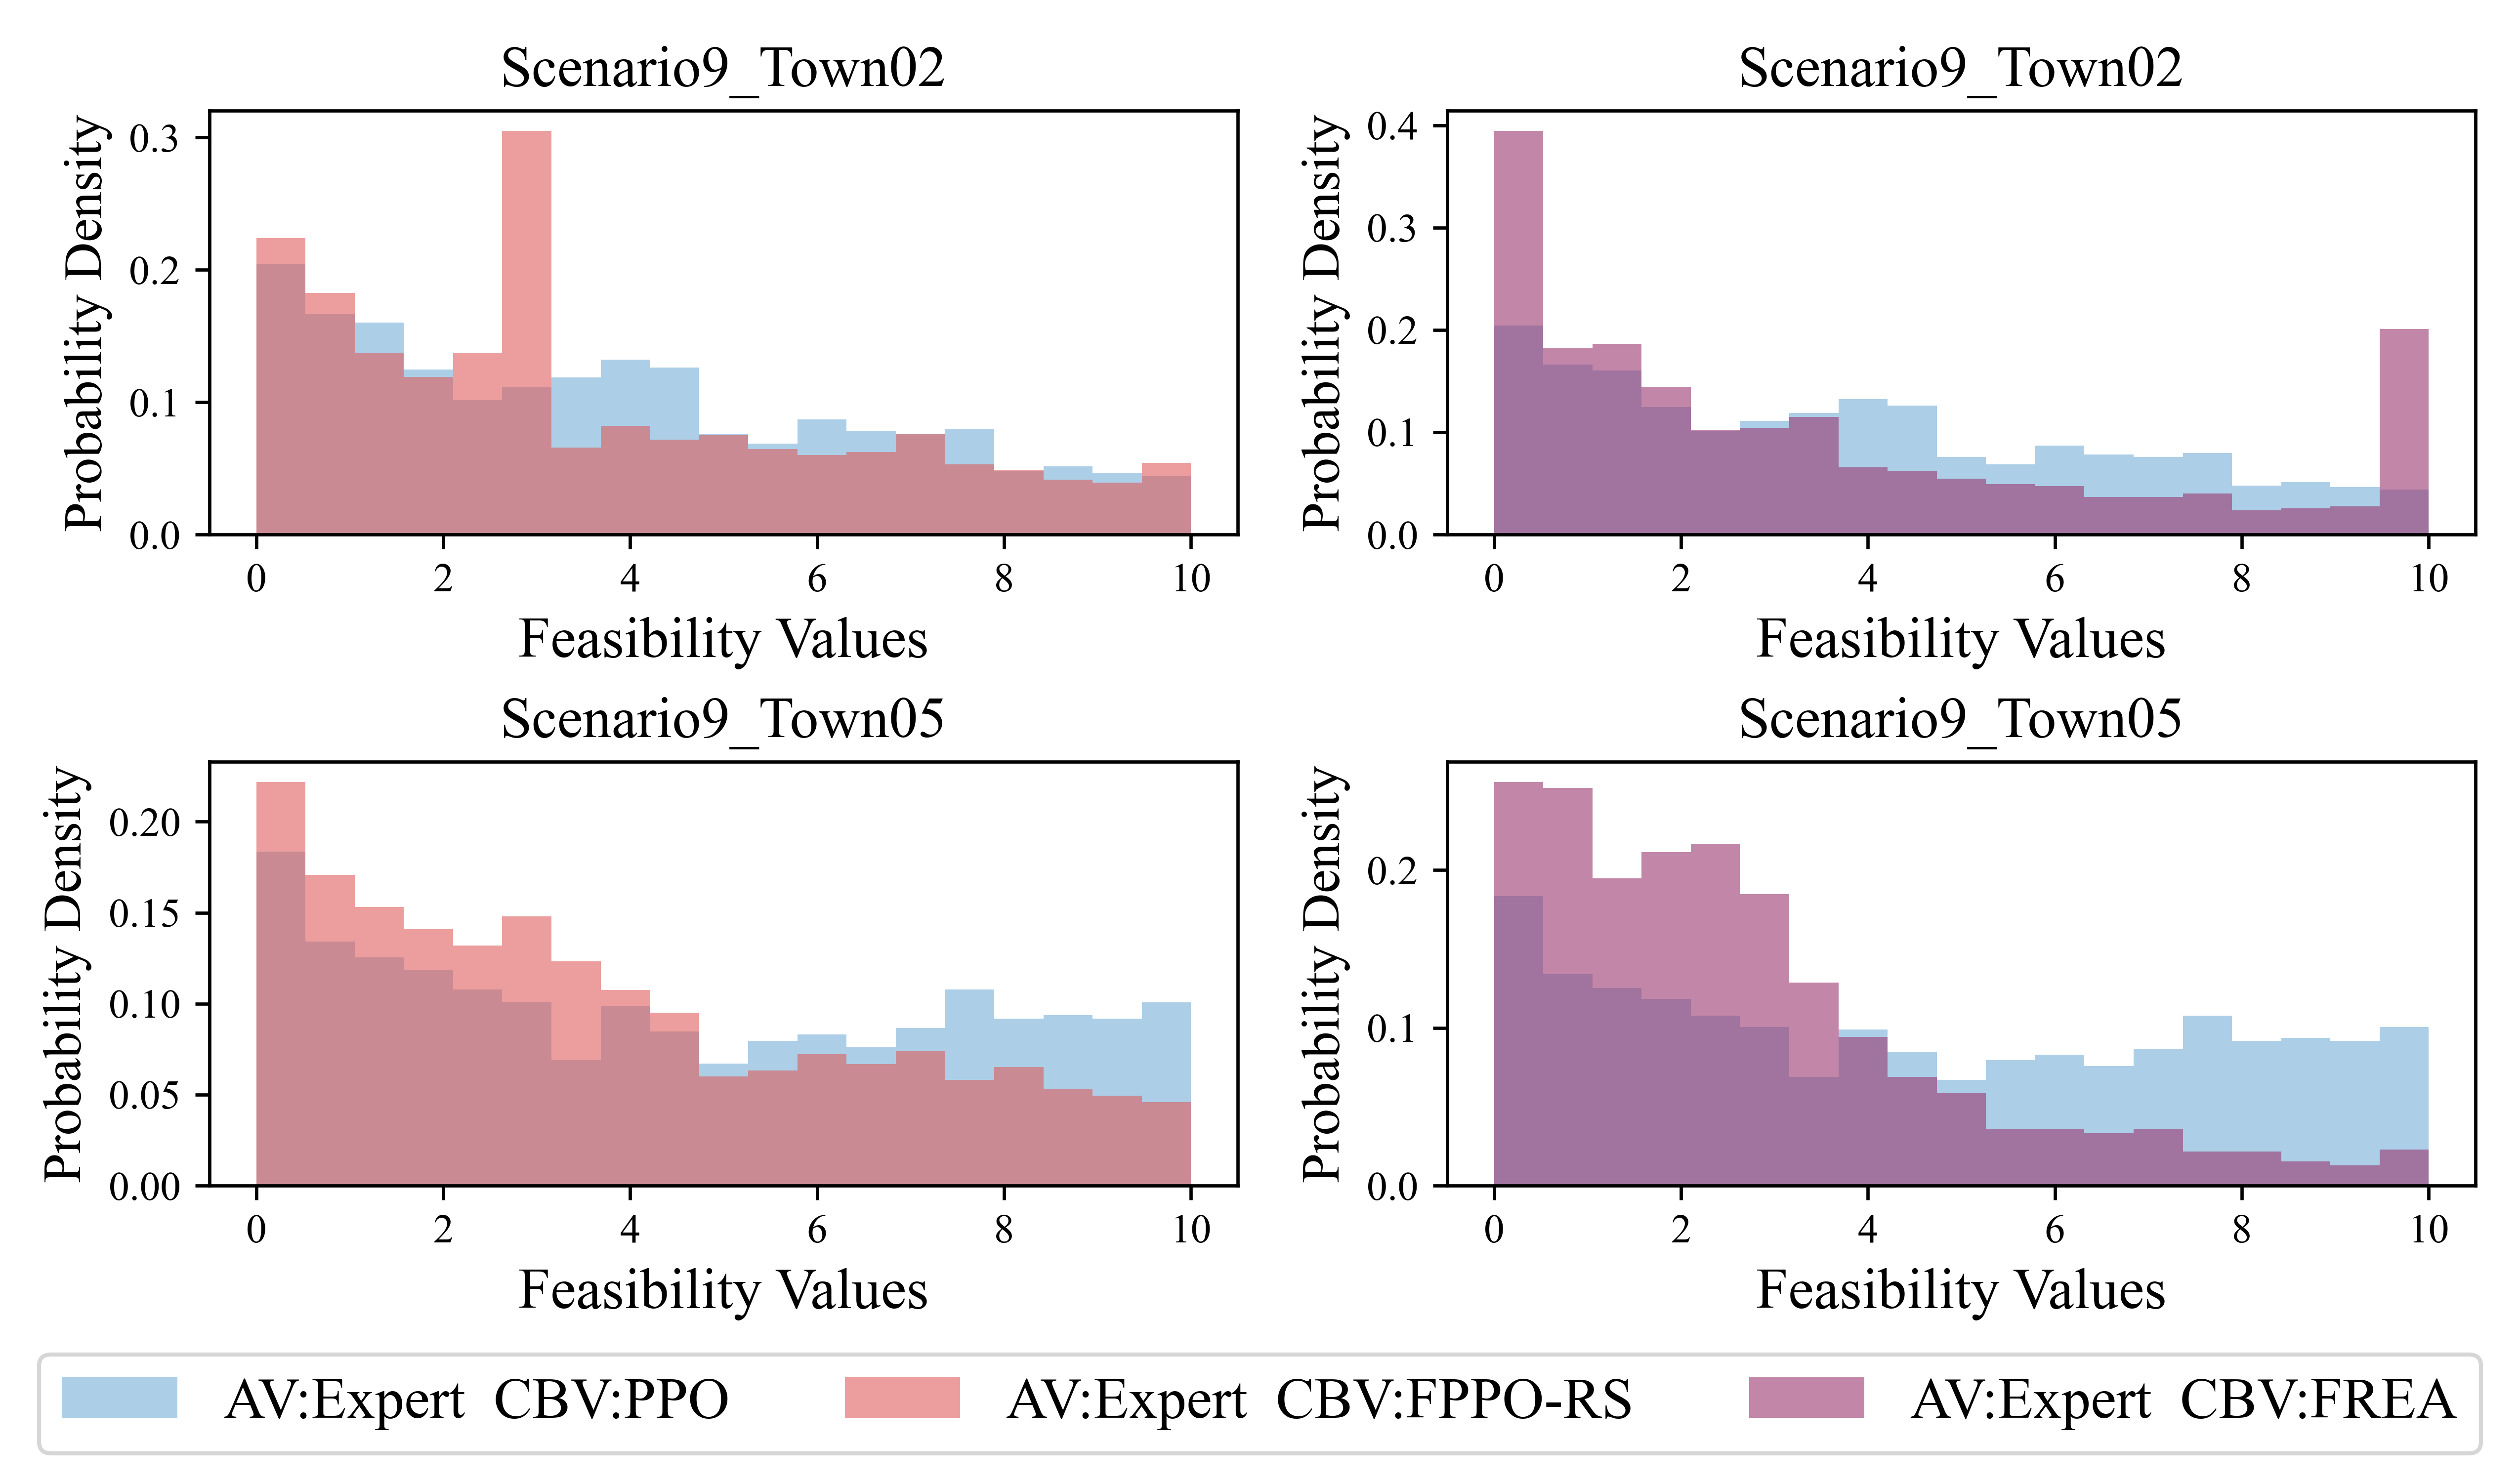 Scenario9_Town02
Probability Density
0.3
0.2
0.1
0.0
0 2 4 6 8 10
Feasibility Values
Scenario9_Town02
Probability Density
0.4
0.3
0.2
0.1
0.0
0 2 4 6 8 10
Feasibility Values
Scenario9_Town05
Probability Density
0.20
0.15
0.10
0.05
0.00
0 2 4 6 8 10
Feasibility Values
Scenario9_Town05
Probability Density
0.2
0.1
0.0
0 2 4 6 8 10
Feasibility Values
AV:Expert CBV:PPO
AV:Expert CBV:FPPO-RS
AV:Expert CBV:FREA